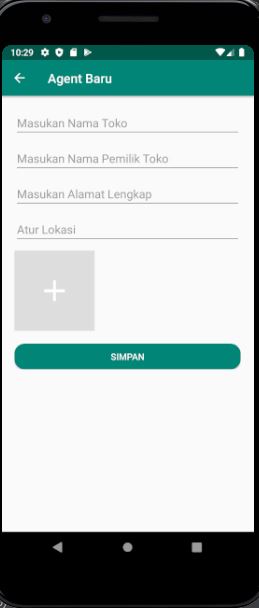 10:29
Agent Baru
Masukan Nama Toko
Masukan Nama Pemilik Toko
Masukan Alamat Lengkap
Atur Lokasi
SIMPAN